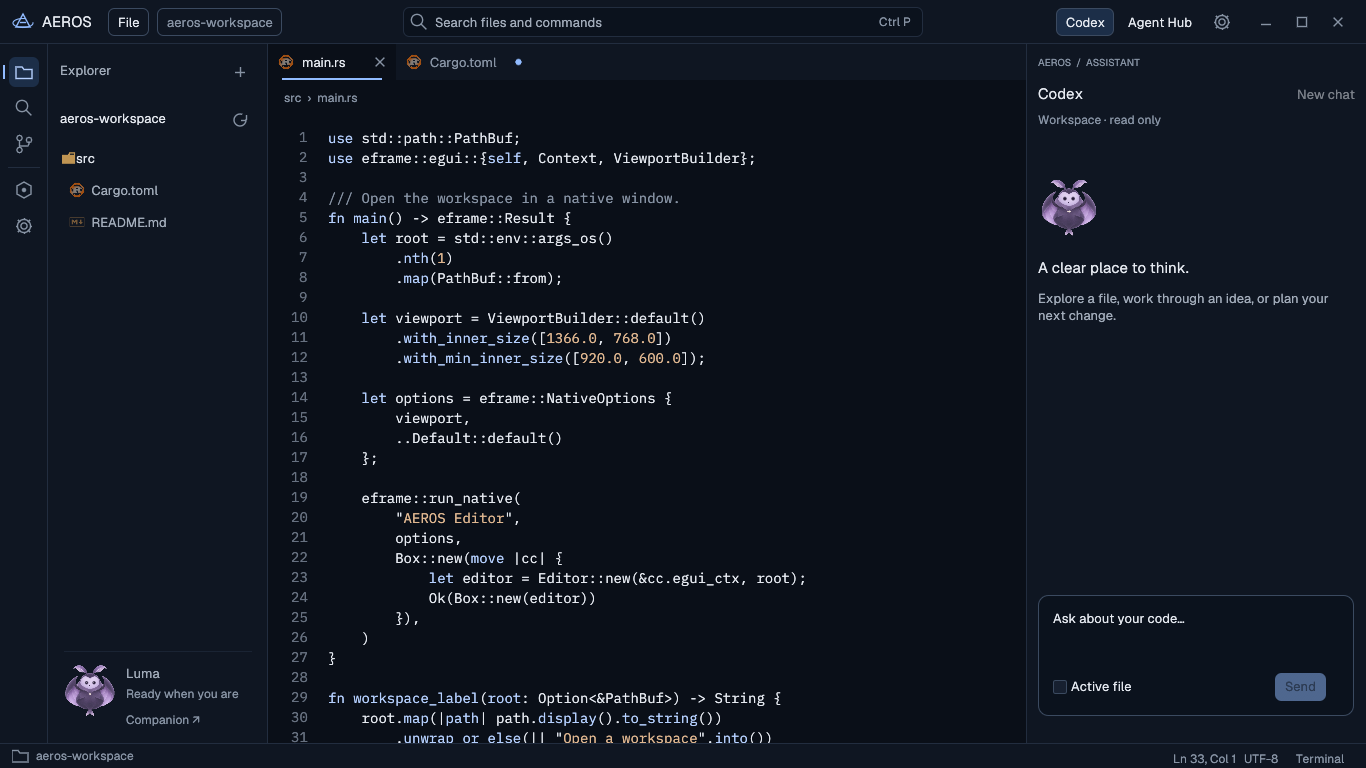 AEROS File aeros-workspace Search files and commands Ctrl P Codex Agent Hub
Explorer
aeros-workspace
src
Cargo.toml
M↓
README.md
Luma
Ready when you are
Companion ↗
main.rs Cargo.toml
src › main.rs
1 use std::path::PathBuf;
2 use eframe::egui::{self, Context, ViewportBuilder};
3
4 /// Open the workspace in a native window.
5 fn main() -> eframe::Result {
6     let root = std::env::args_os()
7         .nth(1)
8         .map(PathBuf::from);
9
10     let viewport = ViewportBuilder::default()
11         .with_inner_size([1366.0, 768.0])
12         .with_min_inner_size([920.0, 600.0]);
13
14     let options = eframe::NativeOptions {
15         viewport,
16         ..Default::default()
17     };
18
19     eframe::run_native(
20         "AEROS Editor",
21         options,
22         Box::new(move |cc| {
23             let editor = Editor::new(&cc.egui_ctx, root);
24             Ok(Box::new(editor))
25         }),
26     )
27 }
28
29 fn workspace_label(root: Option<&PathBuf>) -> String {
30     root.map(|path| path.display().to_string())
31         .unwrap_or_else(|| "Open a workspace".into())
AEROS / ASSISTANT
Codex New chat
Workspace · read only
A clear place to think.
Explore a file, work through an idea, or plan your
next change.
Ask about your code…
Active file Send
aeros-workspace Ln 33, Col 1 UTF-8 Terminal